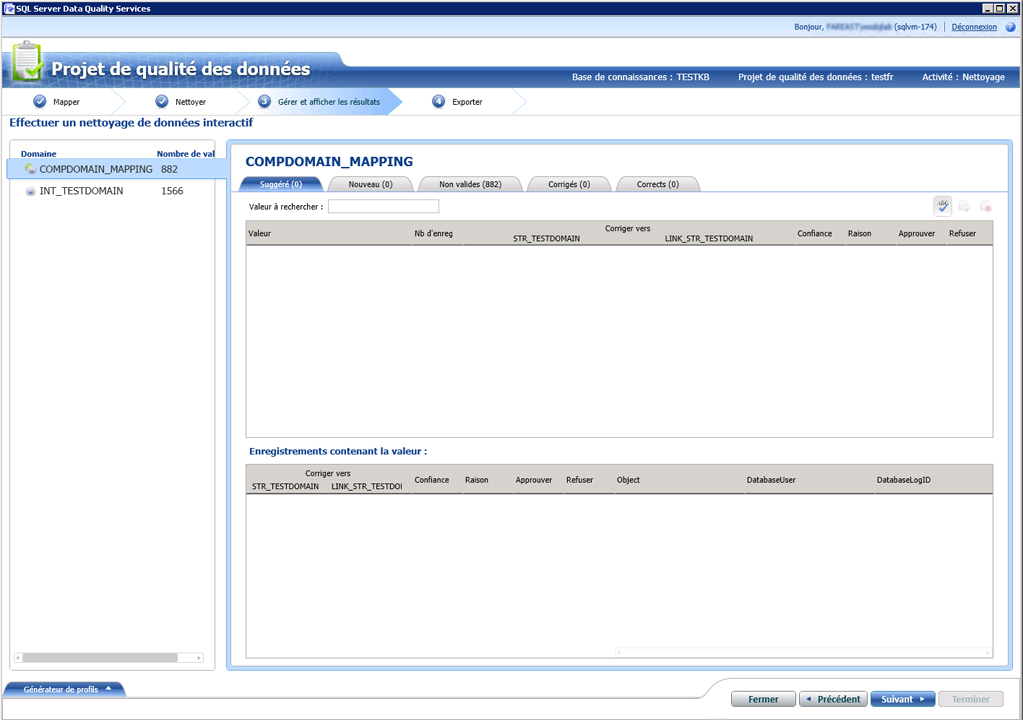 SQL Server Data Quality Services
Bonjour, (sqlvm-174) Déconnexion
Projet de qualité des données
Base de connaissances : TESTKB Projet de qualité des données : testfr Activité : Nettoyage
Mapper Nettoyer 3 Gérer et afficher les résultats 4 Exporter
Effectuer un nettoyage de données interactif
Domaine Nombre de val
COMPDOMAIN_MAPPING 882
INT_TESTDOMAIN 1566
COMPDOMAIN_MAPPING
Suggéré (0) Nouveau (0) Non valides (882) Corrigés (0) Corrects (0)
Valeur à rechercher :
Corriger vers
Valeur Nb d'enreg STR_TESTDOMAIN LINK_STR_TESTDOMAIN Confiance Raison Approuver Refuser
Enregistrements contenant la valeur :
Corriger vers
STR_TESTDOMAIN LINK_STR_TESTDOI Confiance Raison Approuver Refuser Object DatabaseUser DatabaseLogID
Générateur de profils
Fermer Précédent Suivant Terminer